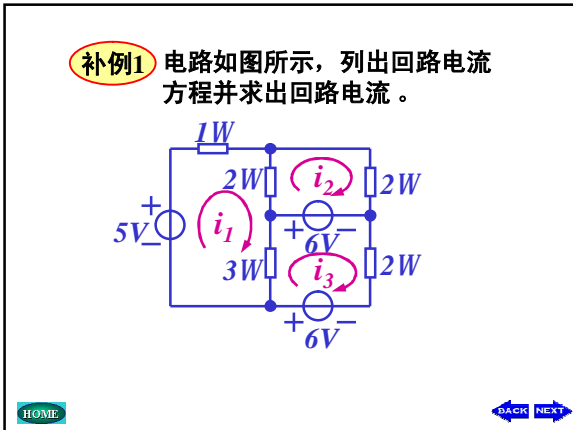 补例1 电路如图所示，列出回路电流
方程并求出回路电流 。
1W
2W
i2
2W
+
5V
−
i1
+
−
6V
3W
i3
2W
+
−
6V
HOME
BACK NEXT